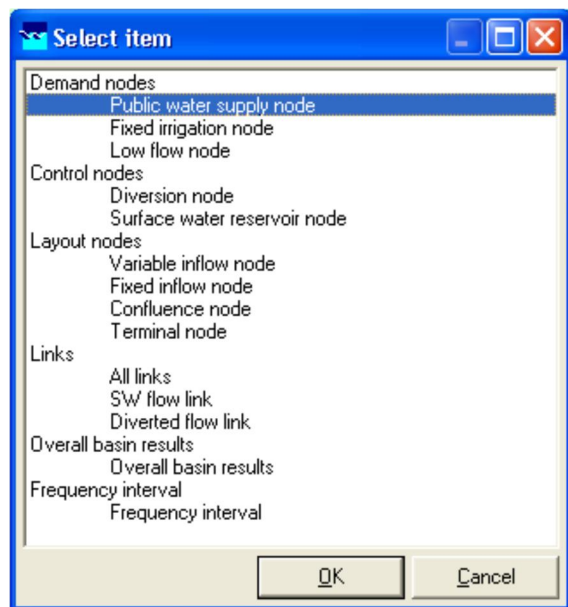 Select item
Demand nodes
Public water supply node
Fixed irrigation node
Low flow node
Control nodes
Diversion node
Surface water reservoir node
Layout nodes
Variable inflow node
Fixed inflow node
Confluence node
Terminal node
Links
All links
SW flow link
Diverted flow link
Overall basin results
Overall basin results
Frequency interval
Frequency interval
OK Cancel